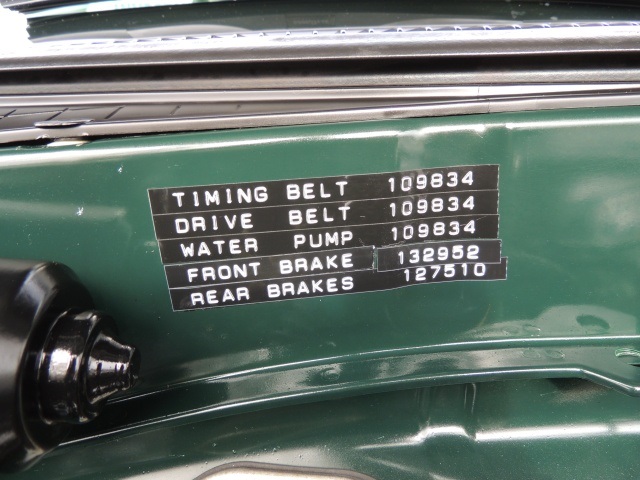 TIMING BELT 109834
DRIVE BELT 109834
WATER PUMP 109834
FRONT BRAKE 132952
REAR BRAKES 127510